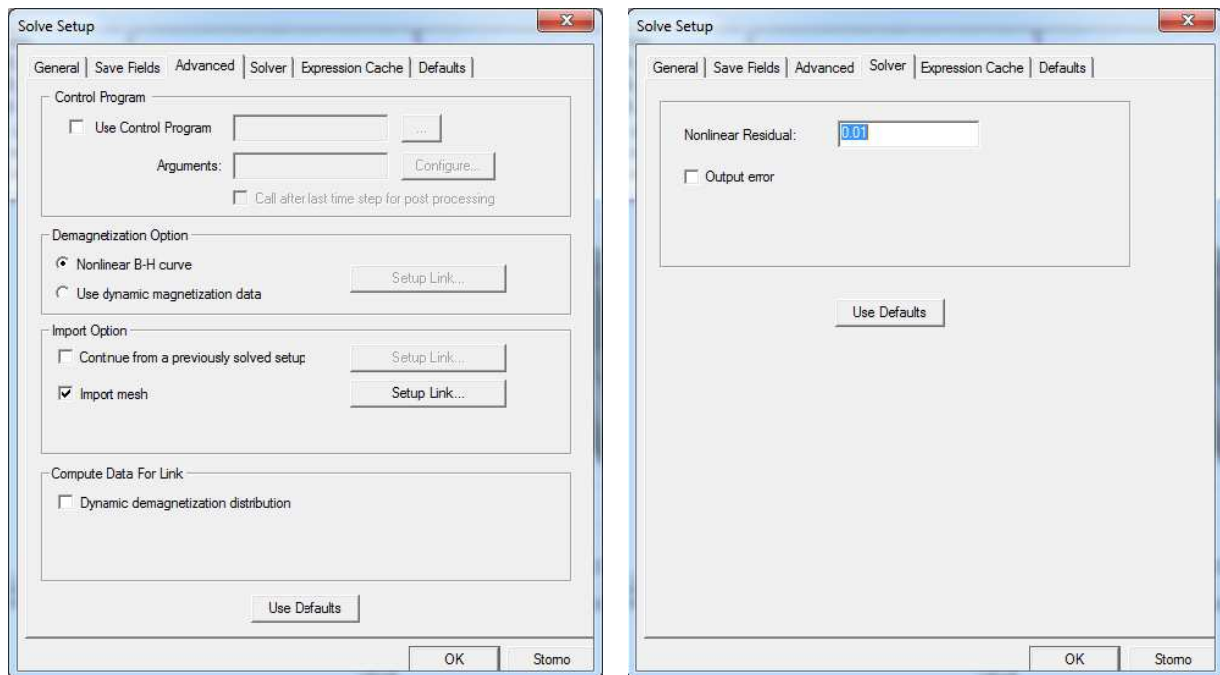 Solve Setup
General Save Fields Advanced Solver Expression Cache Defaults
Control Program
Use Control Program ...
Arguments: Configure...
Call after last time step for post processing
Demagnetization Option
Nonlinear B-H curve
Setup Link...
Use dynamic magnetization data
Import Option
Continue from a previously solved setup Setup Link...
Import mesh Setup Link...
Compute Data For Link
Dynamic demagnetization distribution
Use Defaults
OK Storno
Solve Setup
General Save Fields Advanced Solver Expression Cache Defaults
Nonlinear Residual: 0.01
Output error
Use Defaults
OK Storno